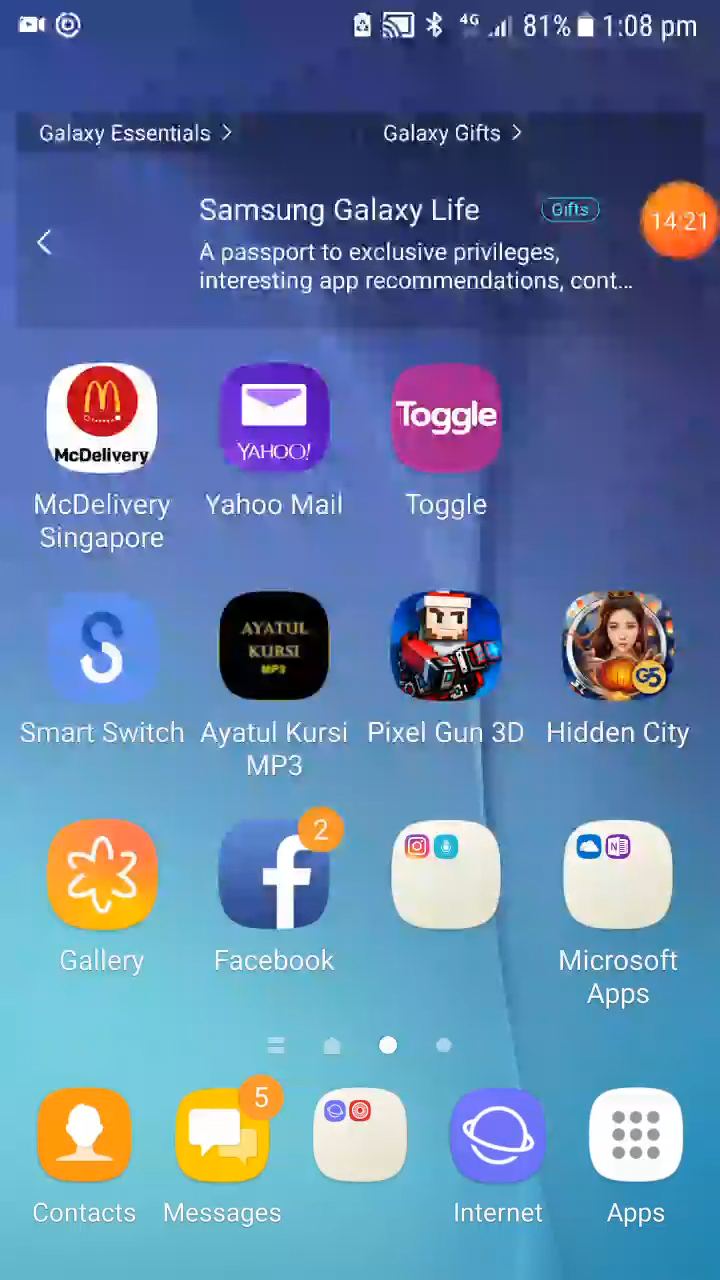 4G 81% 1:08 pm
Galaxy Essentials
Galaxy Gifts
Samsung Galaxy Life
Gifts
14:21
A passport to exclusive privileges,
interesting app recommendations, cont...
McDelivery
YAHOO!
Toggle
McDelivery
Singapore
Yahoo Mail
Toggle
S
AYATUL
KURSI
MP3
G5
Smart Switch
Ayatul Kursi
MP3
Pixel Gun 3D
Hidden City
f
2
N
Gallery
Facebook
Microsoft
Apps
5
Contacts
Messages
Internet
Apps